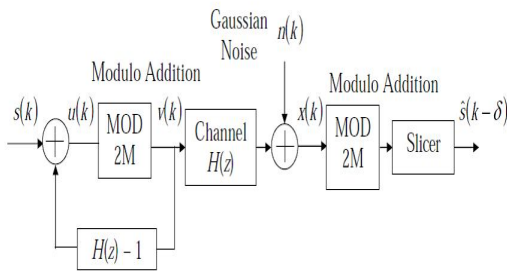 Gaussian
Noise
n(k)
Modulo Addition
Modulo Addition
s(k)
u(k)
v(k)
x(k)
ŝ(k − δ)
MOD
2M
Channel
H(z)
MOD
2M
Slicer
H(z) − 1